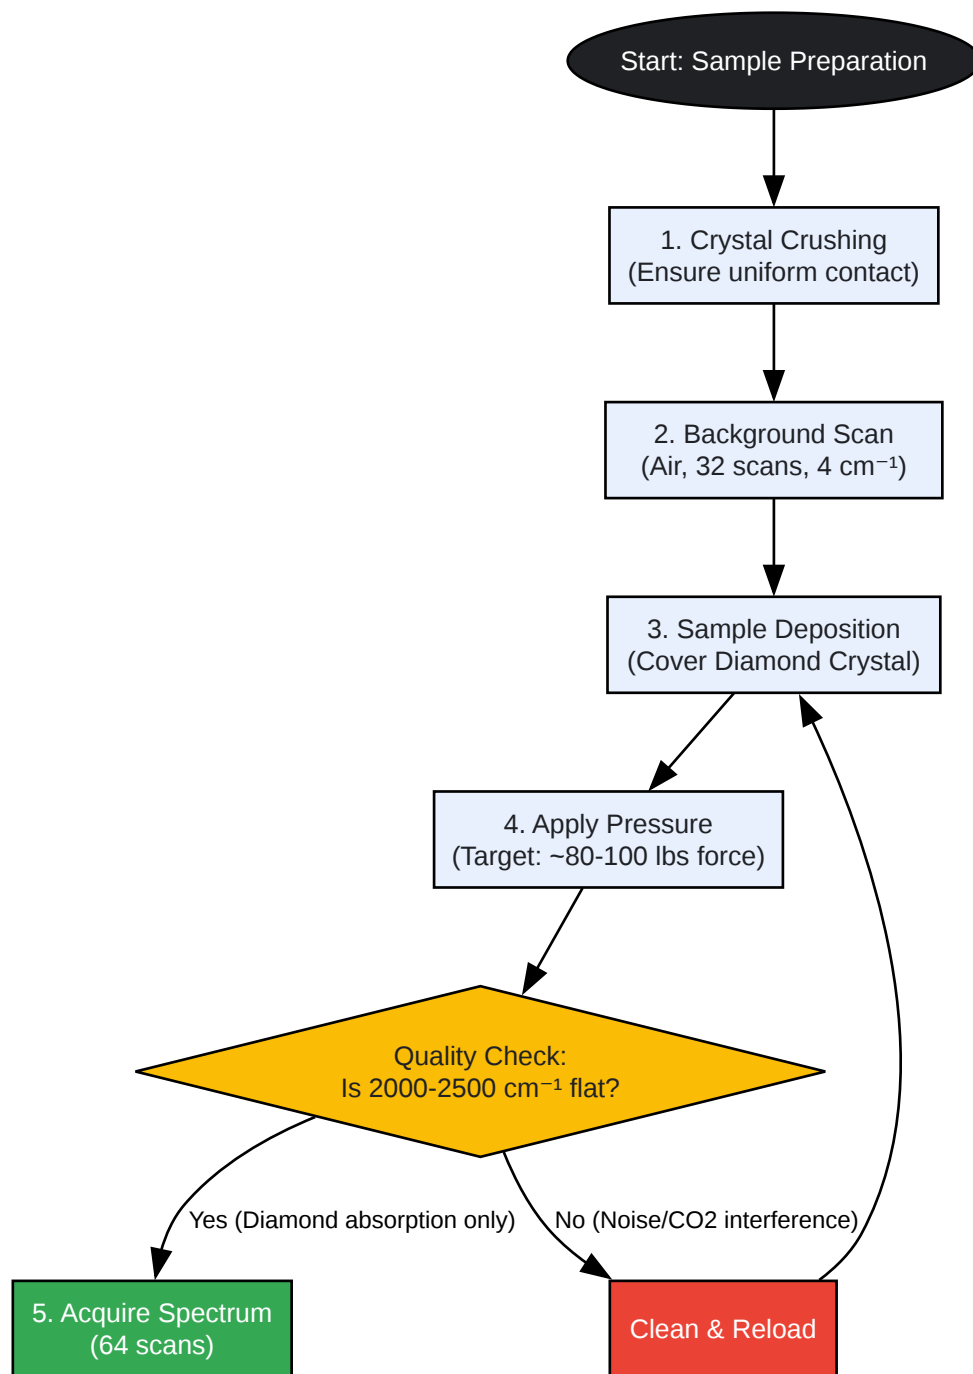 Start: Sample Preparation
1. Crystal Crushing
(Ensure uniform contact)
2. Background Scan
(Air, 32 scans, 4 cm⁻¹)
3. Sample Deposition
(Cover Diamond Crystal)
4. Apply Pressure
(Target: ~80-100 lbs force)
Quality Check:
Is 2000-2500 cm⁻¹ flat?
Yes (Diamond absorption only)
No (Noise/CO2 interference)
5. Acquire Spectrum
(64 scans)
Clean & Reload